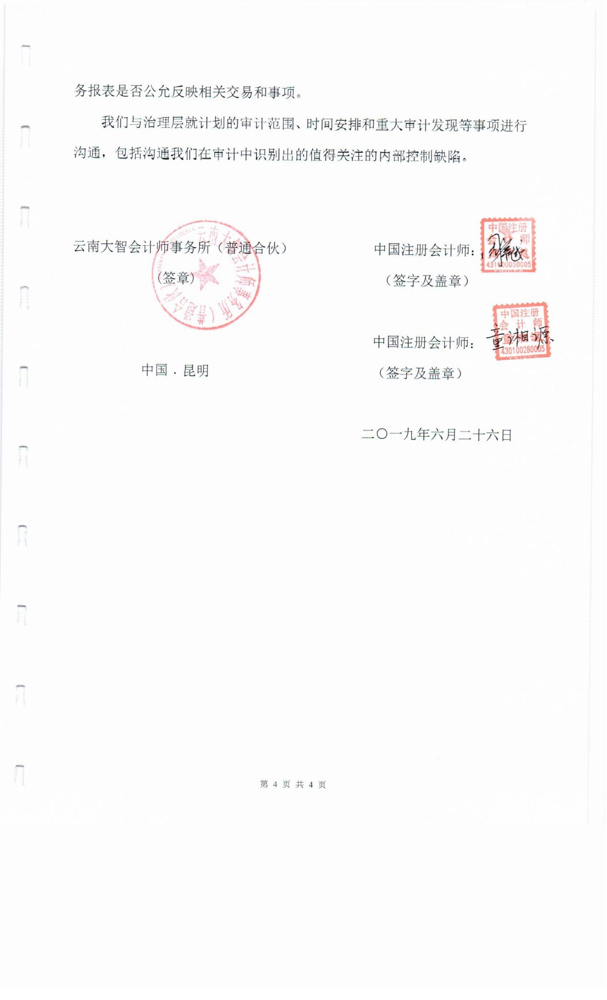 务报表是否公允反映相关交易和事项。
我们与治理层就计划的审计范围、时间安排和重大审计发现等事项进行
沟通，包括沟通我们在审计中识别出的值得关注的内部控制缺陷。
云南大智会计师事务所（普通合伙）
（签章）
云南大智会计师事务所（普通合伙）
中国注册会计师：
中国注册
会计师
431000050005
YNICPA
（签字及盖章）
中国注册会计师：
童湘源
中国注册
会计师
童湘源
430100280005
YNICPA
（签字及盖章）
中国．昆明
二〇一九年六月二十六日
第 4 页 共 4 页